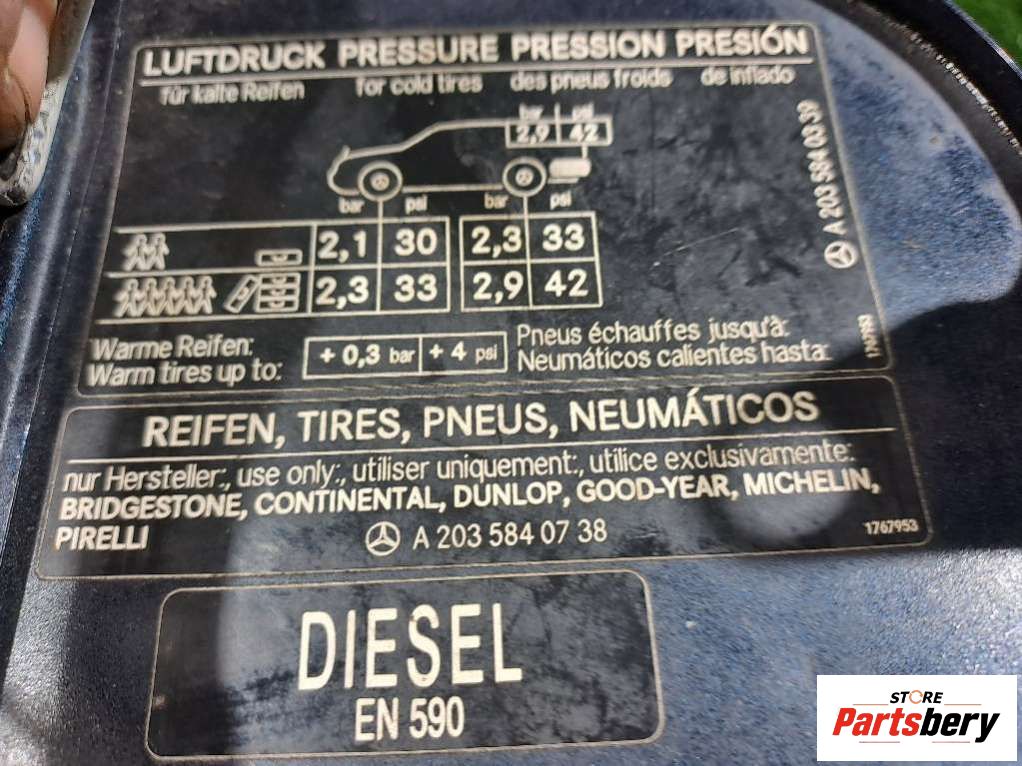 LUFTDRUCK PRESSURE PRESSION PRESIÓN
für kalte Reifen for cold tires des pneus froids de inflado
bar psi
2,9 42
bar psi bar psi
2,1 30 2,3 33
2,3 33 2,9 42
Warme Reifen:
Warm tires up to:
+ 0,3 bar + 4 psi
Pneus échauffes jusqu'à:
Neumáticos calientes hasta:
A 203 584 03 39
1767953
REIFEN, TIRES, PNEUS, NEUMÁTICOS
nur Hersteller:, use only:, utiliser uniquement:, utilice exclusivamente:
BRIDGESTONE, CONTINENTAL, DUNLOP, GOOD-YEAR, MICHELIN,
PIRELLI A 203 584 07 38 1767953
DIESEL
EN 590
STORE
Partsbery